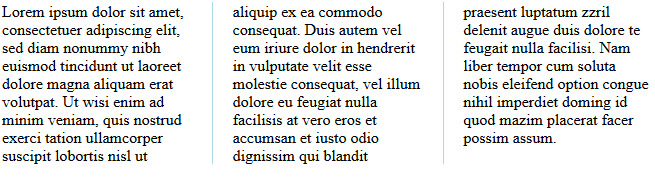 Lorem ipsum dolor sit amet,
consectetuer adipiscing elit,
sed diam nonummy nibh
euismod tincidunt ut laoreet
dolore magna aliquam erat
volutpat. Ut wisi enim ad
minim veniam, quis nostrud
exerci tation ullamcorper
suscipit lobortis nisl ut
aliquip ex ea commodo
consequat. Duis autem vel
eum iriure dolor in hendrerit
in vulputate velit esse
molestie consequat, vel illum
dolore eu feugiat nulla
facilisis at vero eros et
accumsan et iusto odio
dignissim qui blandit
praesent luptatum zzril
delenit augue duis dolore te
feugait nulla facilisi. Nam
liber tempor cum soluta
nobis eleifend option congue
nihil imperdiet doming id
quod mazim placerat facer
possim assum.